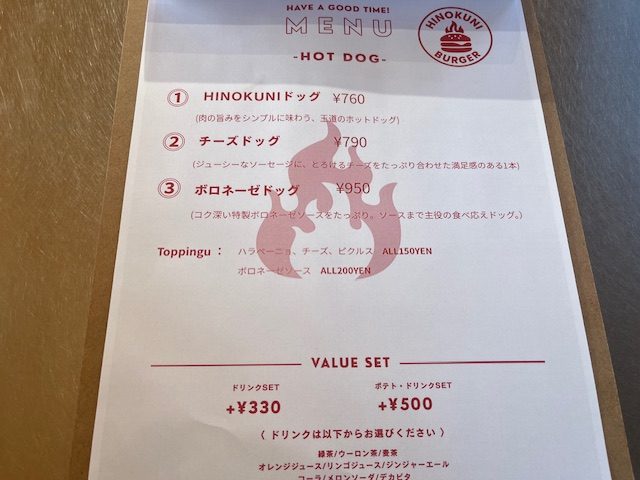 HAVE A GOOD TIME!
MENU
HINOKUNI
BURGER
-HOT DOG-
① HINOKUNIドッグ ¥760
(肉の旨みをシンプルに味わう、王道のホットドッグ)
② チーズドッグ ¥790
(ジューシーなソーセージに、とろけるチーズをたっぷり合わせた満足感のある1本)
③ ボロネーゼドッグ ¥950
(コク深い特製ボロネーゼソースをたっぷり。ソースまで主役の食べ応えドッグ。)
Toppingu : ハラペーニョ、チーズ、ピクルス ALL150YEN
ボロネーゼソース ALL200YEN
VALUE SET
ドリンクSET ポテト・ドリンクSET
+¥330 +¥500
〈 ドリンクは以下からお選びください 〉
緑茶/ウーロン茶/麦茶
オレンジジュース/リンゴジュース/ジンジャーエール
コーラ/メロンソーダ/デカビタ